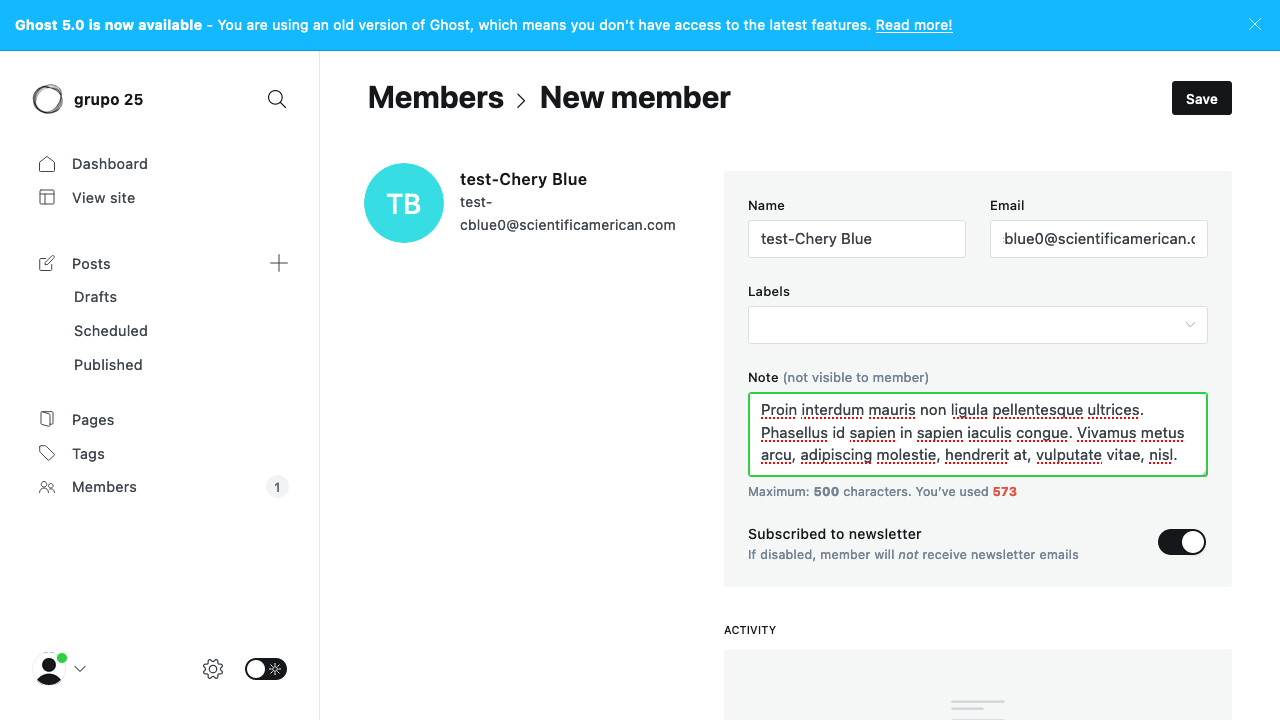 Ghost 5.0 is now available - You are using an old version of Ghost, which means you don't have access to the latest features. Read more!
grupo 25
Dashboard
View site
Posts
Drafts
Scheduled
Published
Pages
Tags
Members
1
Members
New member
Save
TB
test-Chery Blue
test-
cblue0@scientificamerican.com
Name
Email
test-Chery Blue
blue0@scientificamerican.c
Labels
Note (not visible to member)
Proin interdum mauris non ligula pellentesque ultrices.
Phasellus id sapien in sapien iaculis congue. Vivamus metus
arcu, adipiscing molestie, hendrerit at, vulputate vitae, nisl.
Maximum: 500 characters. You've used 573
Subscribed to newsletter
If disabled, member will not receive newsletter emails
ACTIVITY